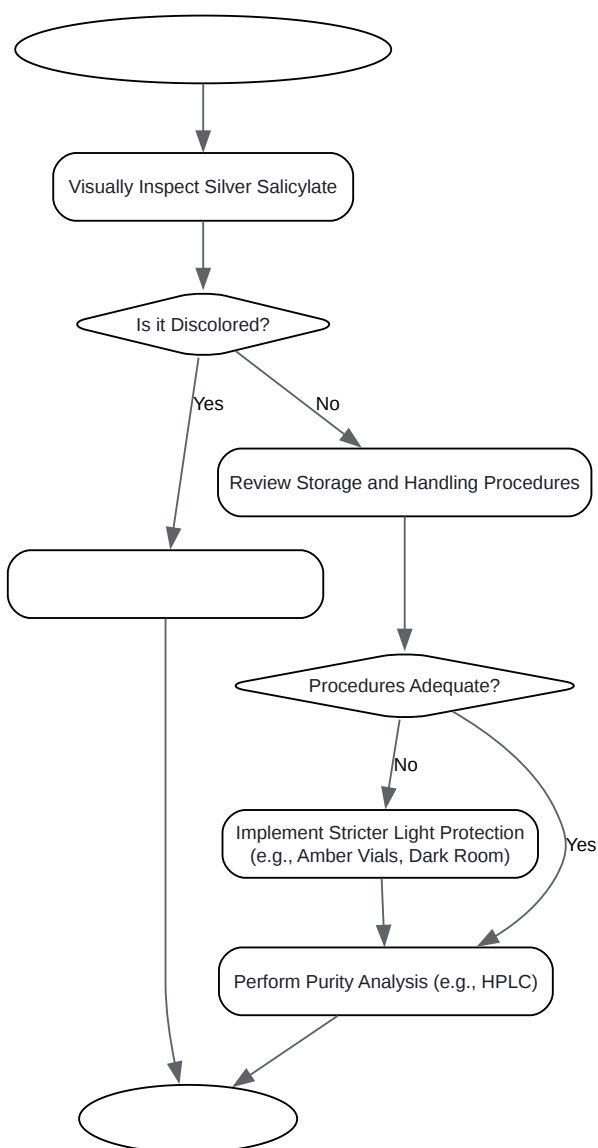 Visually Inspect Silver Salicylate
Is it Discolored?
Yes
No
Review Storage and Handling Procedures
Procedures Adequate?
No
Implement Stricter Light Protection
(e.g., Amber Vials, Dark Room)
Yes
Perform Purity Analysis (e.g., HPLC)